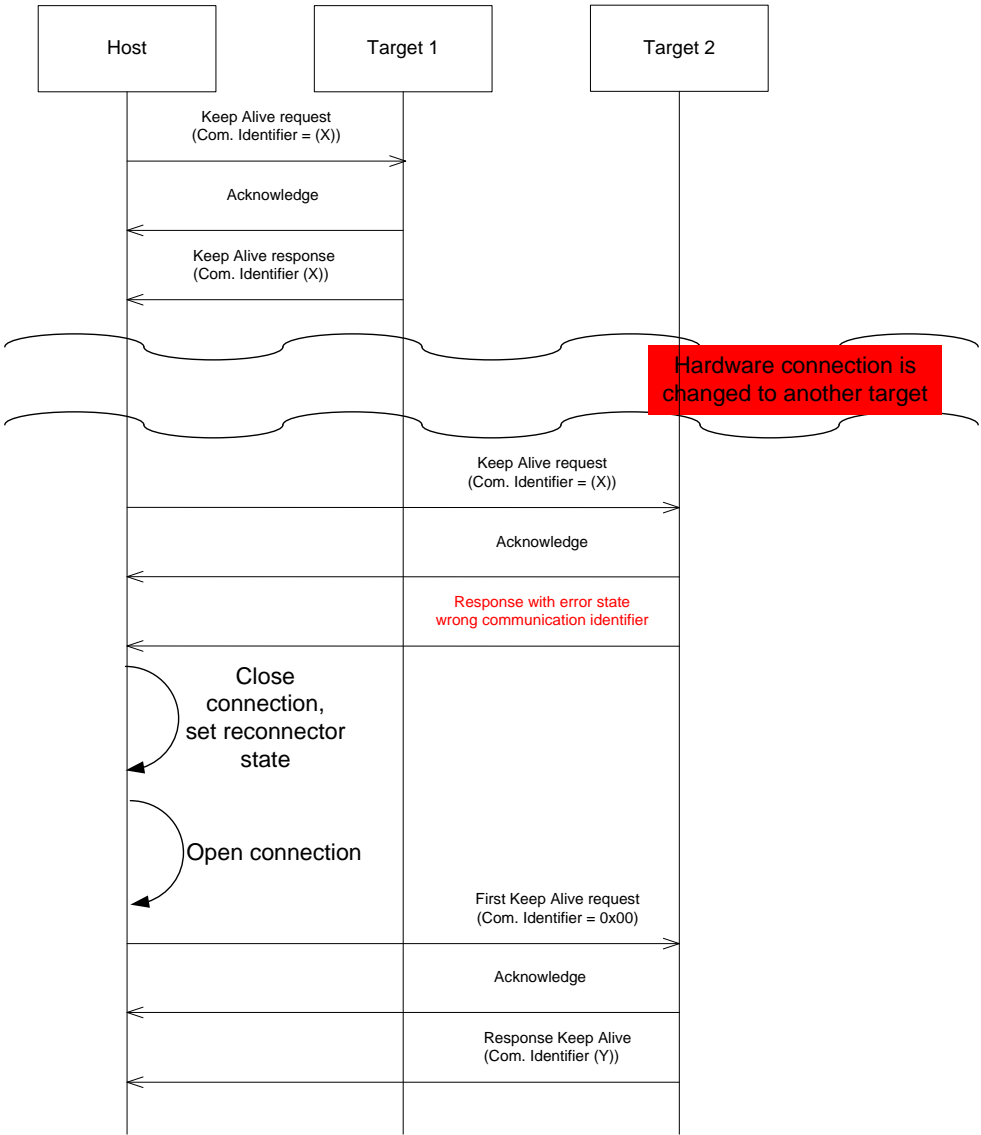 Host
Target 1
Target 2
Keep Alive request
(Com. Identifier = (X))
Acknowledge
Keep Alive response
(Com. Identifier (X))
Hardware connection is
changed to another target
Keep Alive request
(Com. Identifier = (X))
Acknowledge
Response with error state
wrong communication identifier
Close
connection,
set reconnector
state
Open connection
First Keep Alive request
(Com. Identifier = 0x00)
Acknowledge
Response Keep Alive
(Com. Identifier (Y))